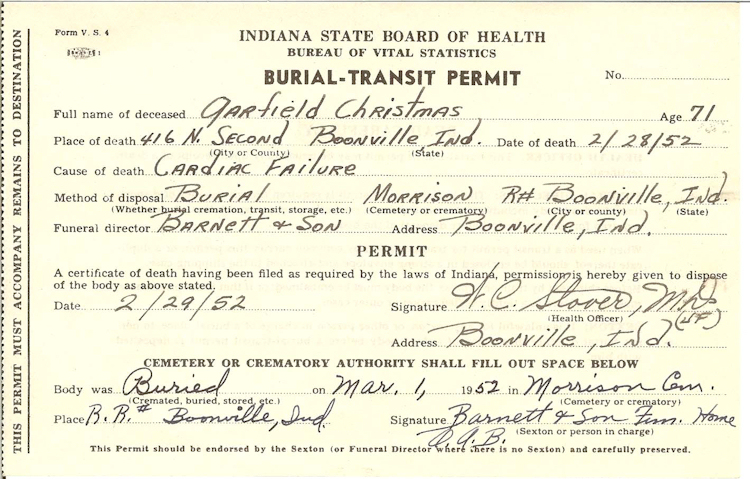 Form V. S. 4
INDIANA STATE BOARD OF HEALTH
BUREAU OF VITAL STATISTICS
BURIAL-TRANSIT PERMIT
No.
Full name of deceased Garfield Christmas Age 71
Place of death 416 N. Second Boonville Ind. Date of death 2/28/52
(City or County) (State)
Cause of death Cardiac Failure
Method of disposal Burial Morrison R# Boonville, Ind.
(Whether burial cremation, transit, storage, etc.) (Cemetery or crematory) (City or county) (State)
Funeral director Barnett & Son Address Boonville, Ind.
PERMIT
A certificate of death having been filed as required by the laws of Indiana, permission is hereby given to dispose
of the body as above stated.
Date 2/29/52 Signature W. C. Stover, M.D.
(Health Officer)
Address Boonville, Ind.
CEMETERY OR CREMATORY AUTHORITY SHALL FILL OUT SPACE BELOW
Body was Buried on Mar. 1, 1952 in Morrison Cem.
(Cremated, buried, stored, etc.) (Cemetery or crematory)
Place R. R.# Boonville, Ind. Signature Barnett & Son Fun. Home
(Sexton or person in charge)
This Permit should be endorsed by the Sexton (or Funeral Director where there is no Sexton) and carefully preserved.
THIS PERMIT MUST ACCOMPANY REMAINS TO DESTINATION